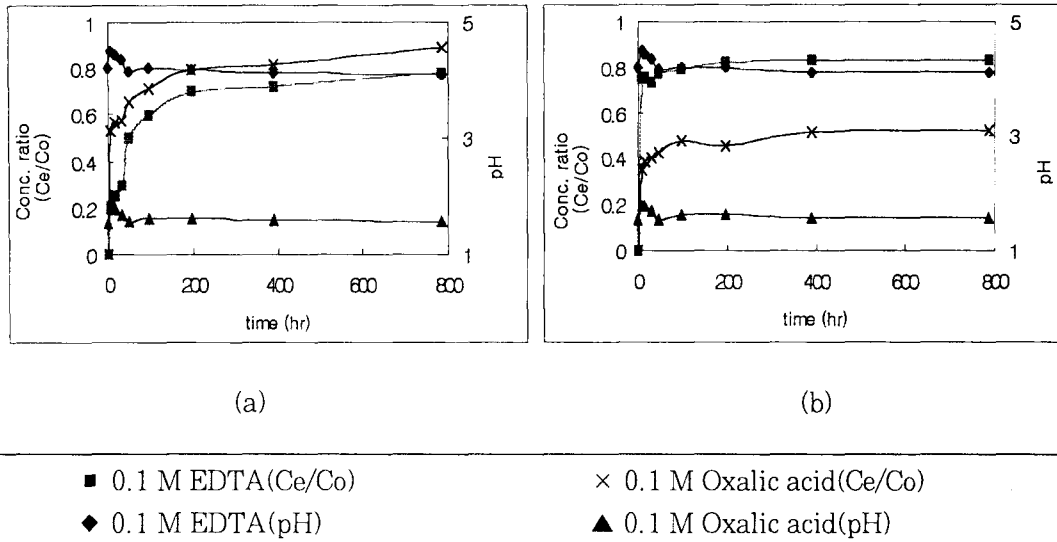 1
0.8
0.6
0.4
0.2
0
Conc. ratio
(Ce/Co)
5
3
1
pH
0 200 400 600 800
time (hr)
(a)
1
0.8
0.6
0.4
0.2
0
Conc. ratio
(Ce/Co)
5
3
1
pH
0 200 400 600 800
time (hr)
(b)
■ 0.1 M EDTA(Ce/Co)
× 0.1 M Oxalic acid(Ce/Co)
◆ 0.1 M EDTA(pH)
▲ 0.1 M Oxalic acid(pH)